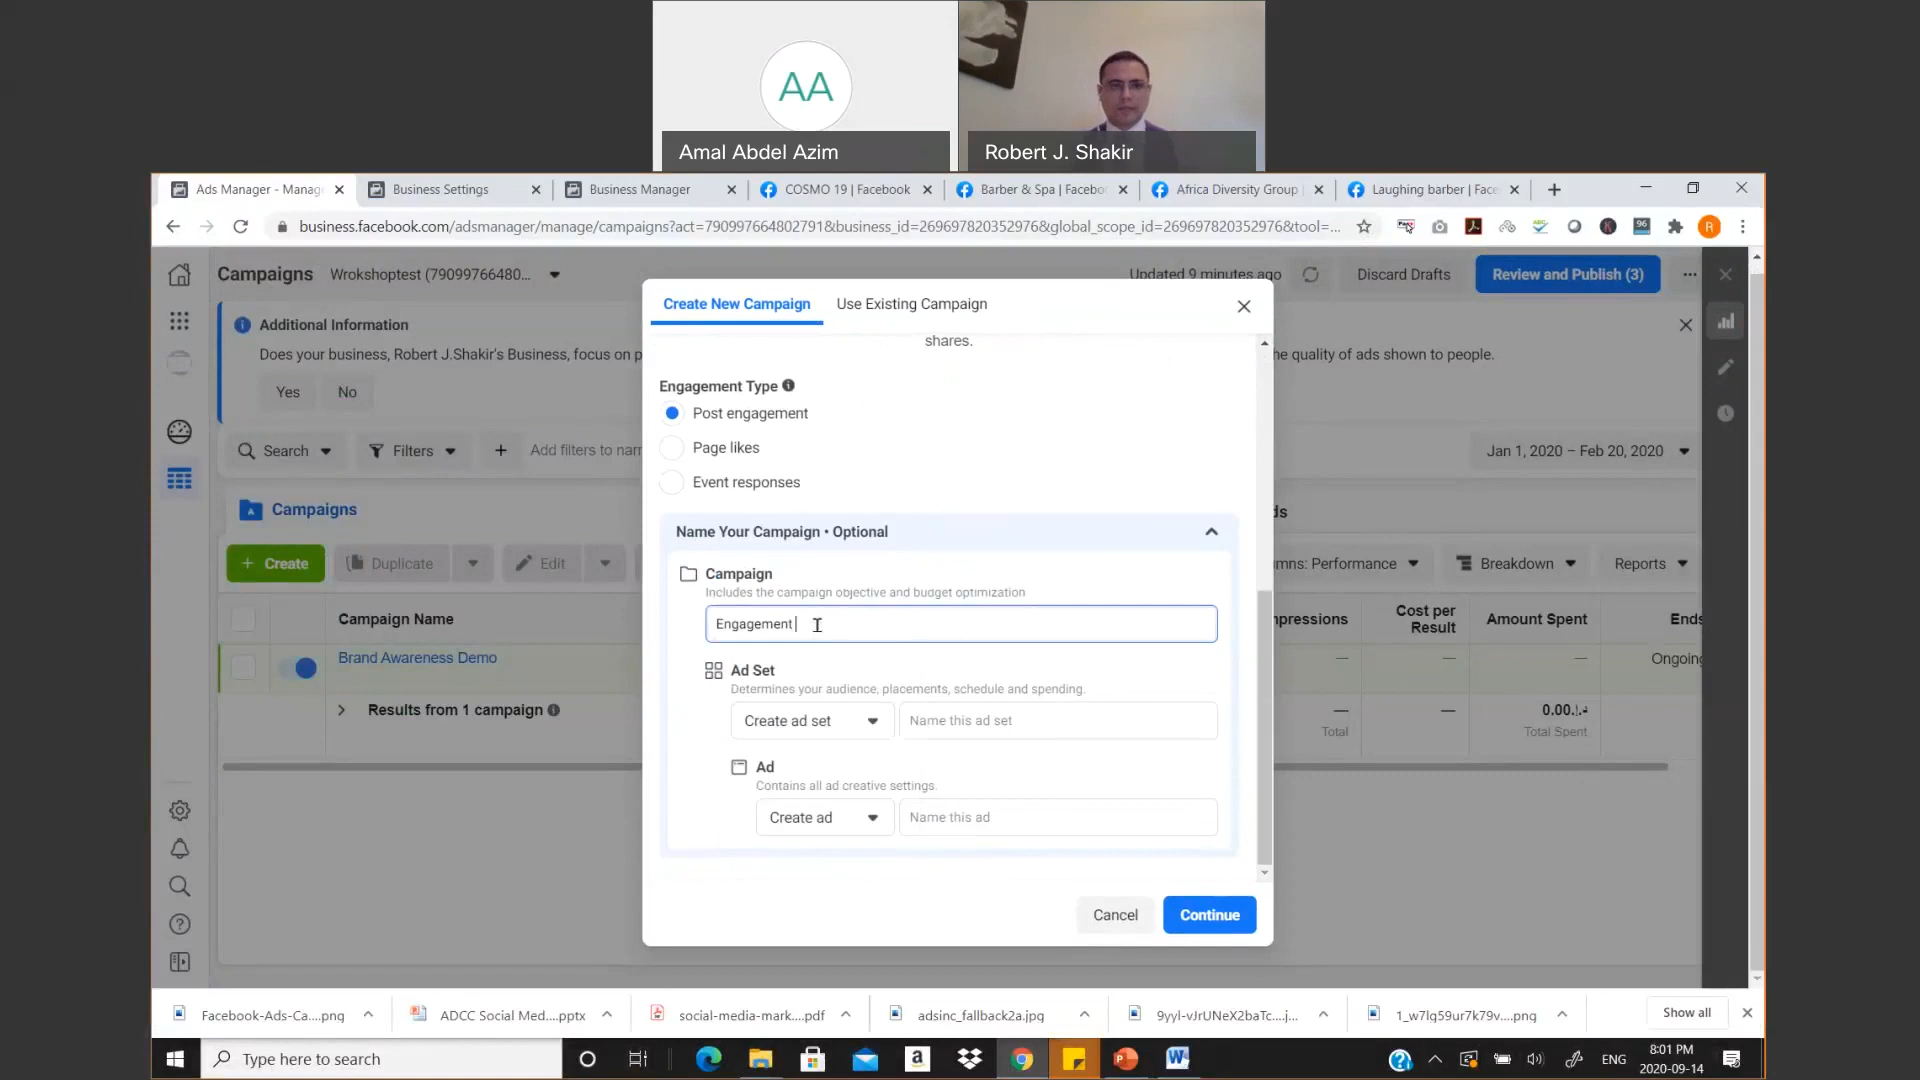 AA
Amal Abdel Azim
Robert J. Shakir
Ads Manager - Manag
Business Settings
Business Manager
COSMO 19 | Facebook
Barber & Spa | Facebo
Africa Diversity Group
Laughing barber | Face
business.facebook.com/adsmanager/manage/campaigns?act=790997664802791&business_id=269697820352976&global_scope_id=269697820352976&tool=...
96
R
Campaigns
Wrokshoptest (79099766480...
Updated 9 minutes ago
Discard Drafts
Review and Publish (3)
Additional Information
Does your business, Robert J.Shakir's Business, focus on p
he quality of ads shown to people.
Yes
No
Search
Filters
Add filters to nar
Jan 1, 2020 – Feb 20, 2020
Campaigns
ds
+ Create
Duplicate
Edit
mns: Performance
Breakdown
Reports
Campaign Name
npressions
Cost per
Result
Amount Spent
Ends
Brand Awareness Demo
Ongoing
Results from 1 campaign
Total
Total Spent
Create New Campaign
Use Existing Campaign
shares.
Engagement Type
Post engagement
Page likes
Event responses
Name Your Campaign • Optional
Campaign
Includes the campaign objective and budget optimization
Engagement
Ad Set
Determines your audience, placements, schedule and spending.
Create ad set
Name this ad set
Ad
Contains all ad creative settings.
Create ad
Name this ad
Cancel
Continue
Facebook-Ads-Ca....png
ADCC Social Med....pptx
social-media-mark....pdf
adsinc_fallback2a.jpg
9yyl-vJrUNeX2baTc....j...
1_w7lg59ur7k79v....png
Show all
Type here to search
ENG
8:01 PM
2020-09-14